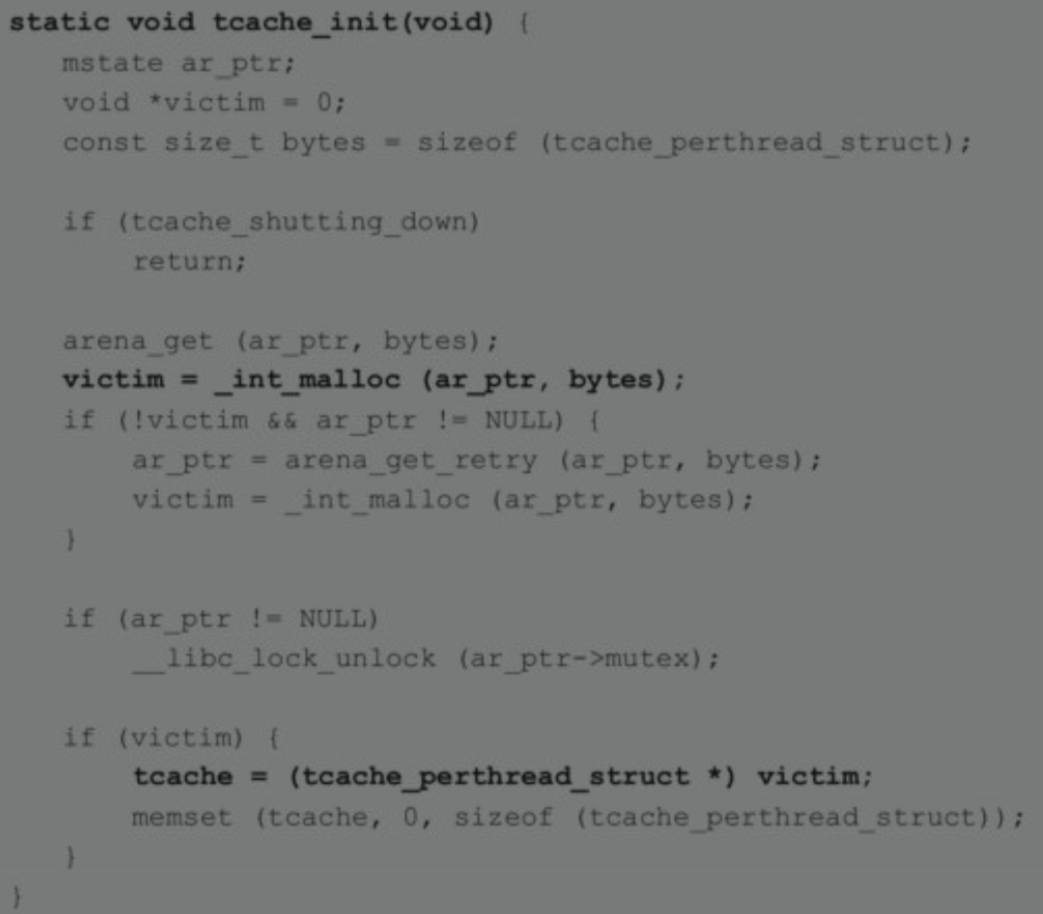 static void tcache_init(void) {
    mstate ar_ptr;
    void *victim = 0;
    const size_t bytes = sizeof (tcache_perthread_struct);

    if (tcache_shutting_down)
        return;

    arena_get (ar_ptr, bytes);
    victim = _int_malloc (ar_ptr, bytes);
    if (!victim && ar_ptr != NULL) {
        ar_ptr = arena_get_retry (ar_ptr, bytes);
        victim = _int_malloc (ar_ptr, bytes);
    }

    if (ar_ptr != NULL)
        __libc_lock_unlock (ar_ptr->mutex);

    if (victim) {
        tcache = (tcache_perthread_struct *) victim;
        memset (tcache, 0, sizeof (tcache_perthread_struct));
    }
}